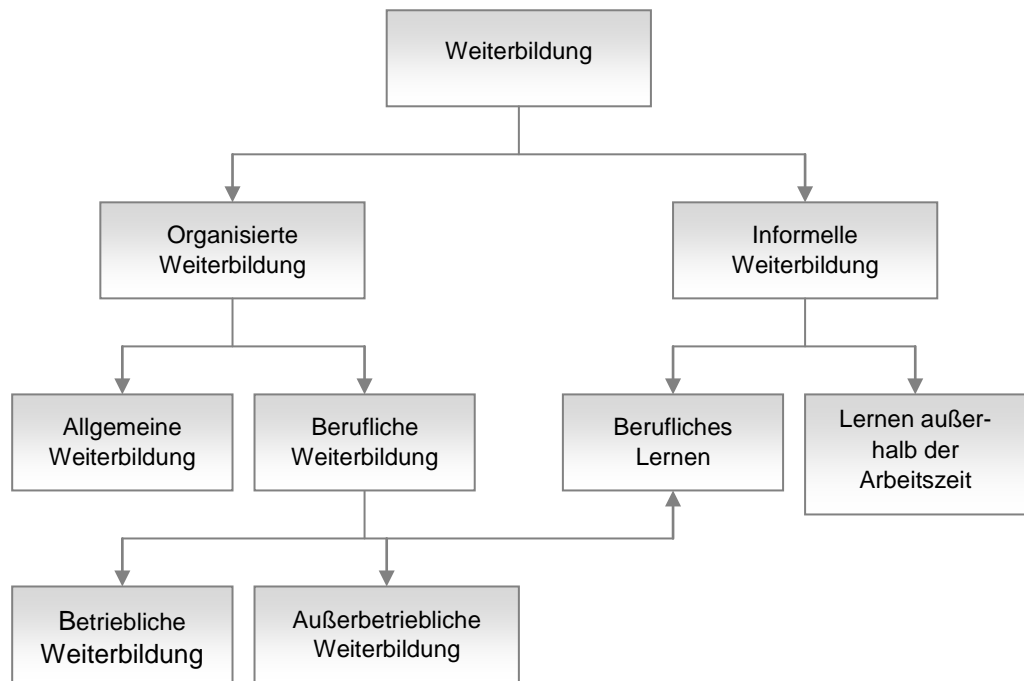 Weiterbildung
Organisierte
Weiterbildung
Informelle
Weiterbildung
Allgemeine
Weiterbildung
Berufliche
Weiterbildung
Berufliches
Lernen
Lernen außer-
halb der
Arbeitszeit
Betriebliche
Weiterbildung
Außerbetriebliche
Weiterbildung